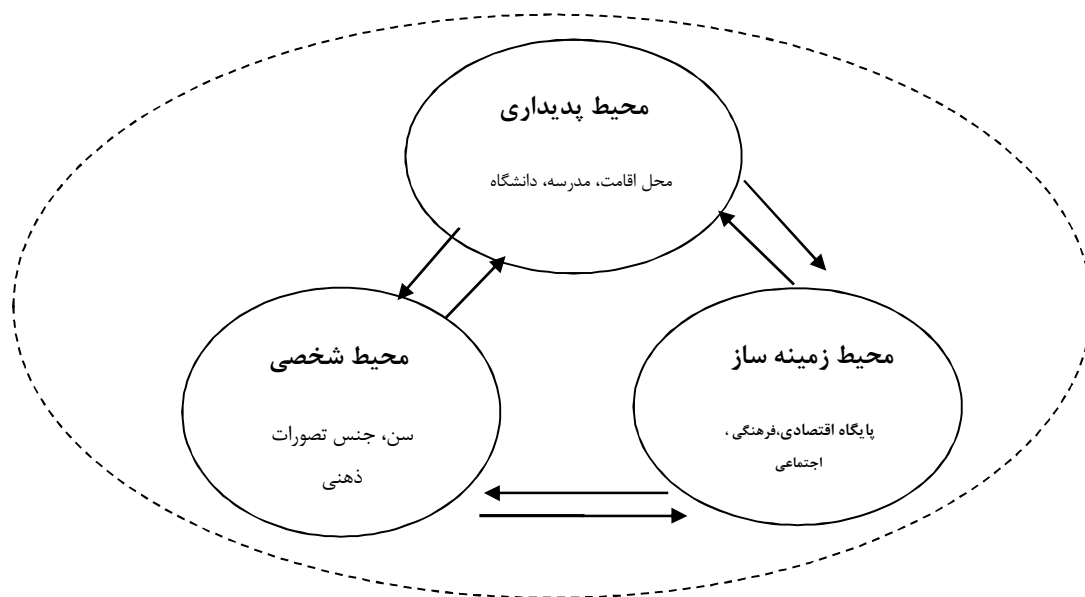 محیط پدیداری
محل اقامت، مدرسه، دانشگاه
محیط زمینه ساز
پایگاه اقتصادی،فرهنگی ،
اجتماعی
محیط شخصی
سن، جنس تصورات
ذهنی